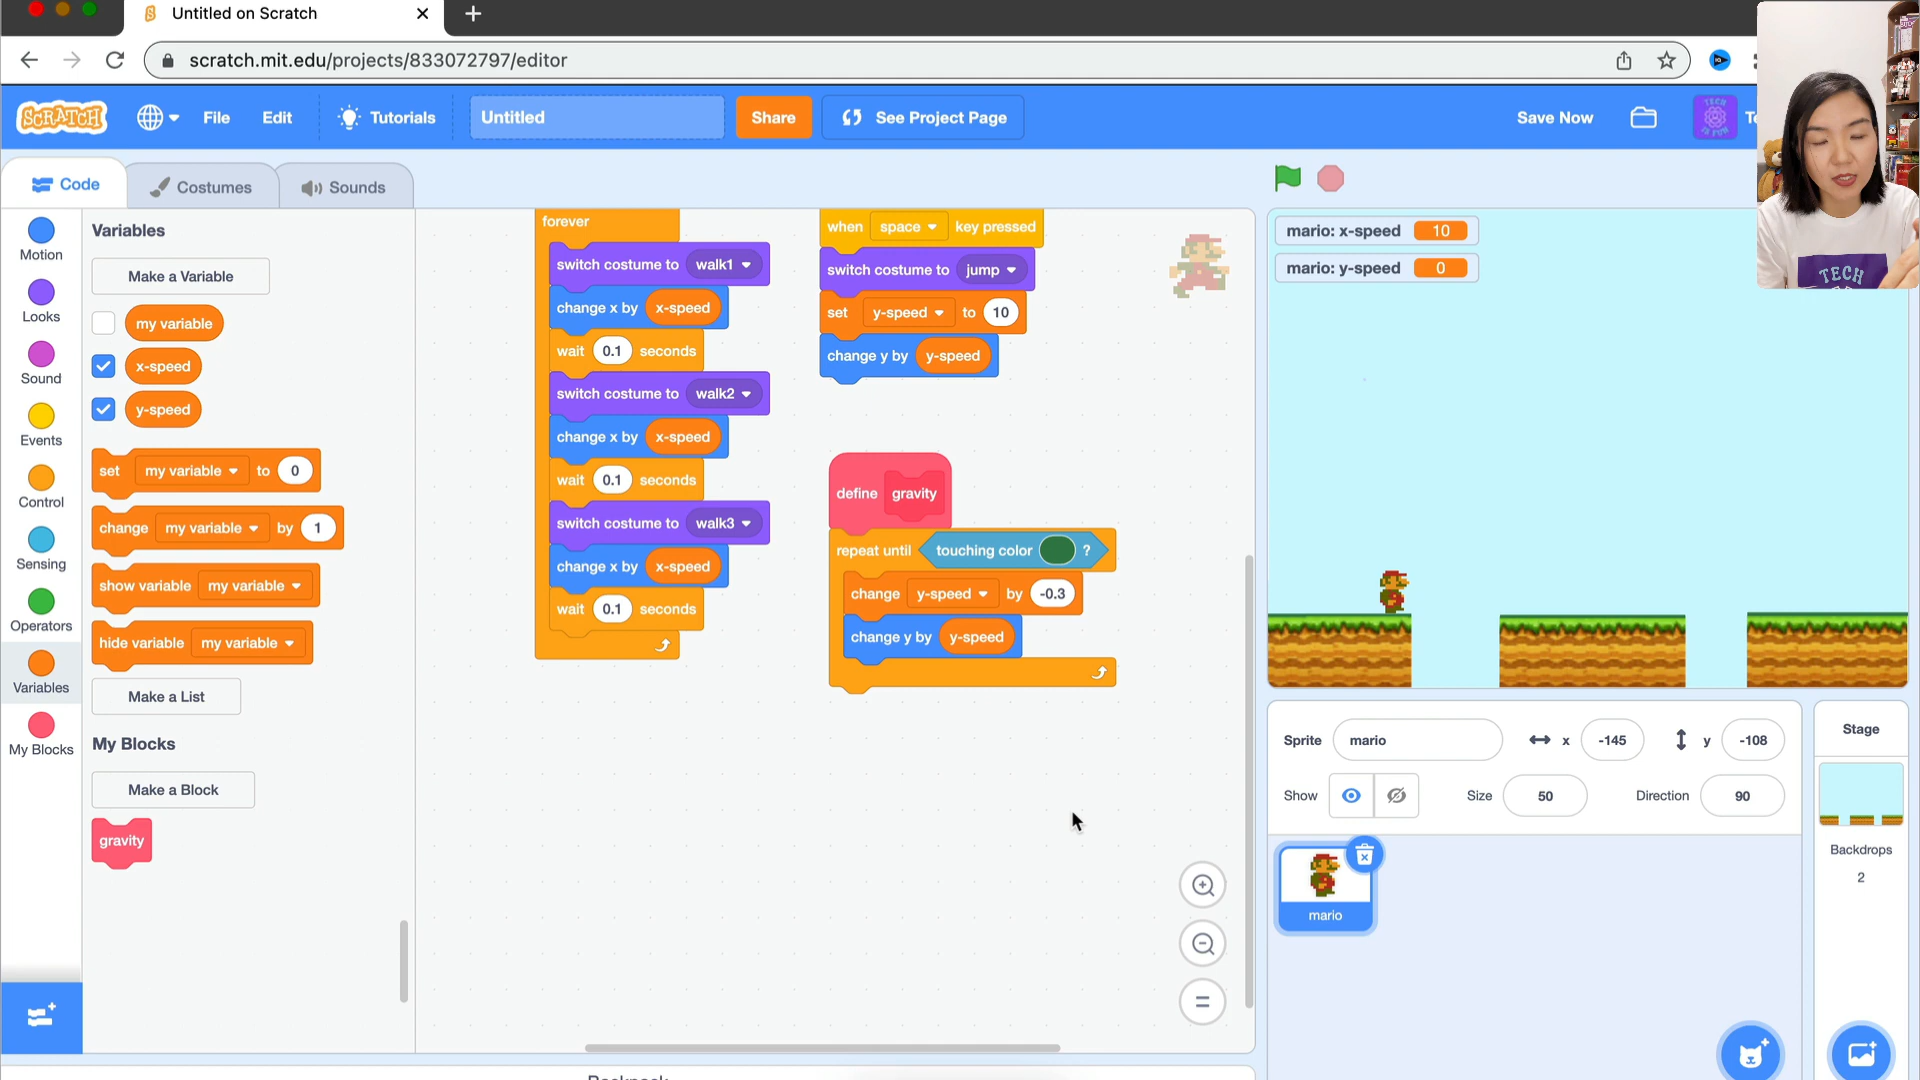 Untitled on Scratch
scratch.mit.edu/projects/833072797/editor
SCRATCH
File
Edit
Tutorials
Untitled
Share
See Project Page
Save Now
Te
Code
Costumes
Sounds
Motion
Looks
Sound
Events
Control
Sensing
Operators
Variables
My Blocks
Variables
Make a Variable
my variable
x-speed
y-speed
set my variable to 0
change my variable by 1
show variable my variable
hide variable my variable
Make a List
My Blocks
Make a Block
gravity
forever
switch costume to walk1
change x by x-speed
wait 0.1 seconds
switch costume to walk2
change x by x-speed
wait 0.1 seconds
switch costume to walk3
change x by x-speed
wait 0.1 seconds
when space key pressed
switch costume to jump
set y-speed to 10
change y by y-speed
define gravity
repeat until touching color ?
change y-speed by -0.3
change y by y-speed
mario: x-speed 10
mario: y-speed 0
TECH
Sprite mario x -145 y -108
Show Size 50 Direction 90
mario
Stage
Backdrops
2